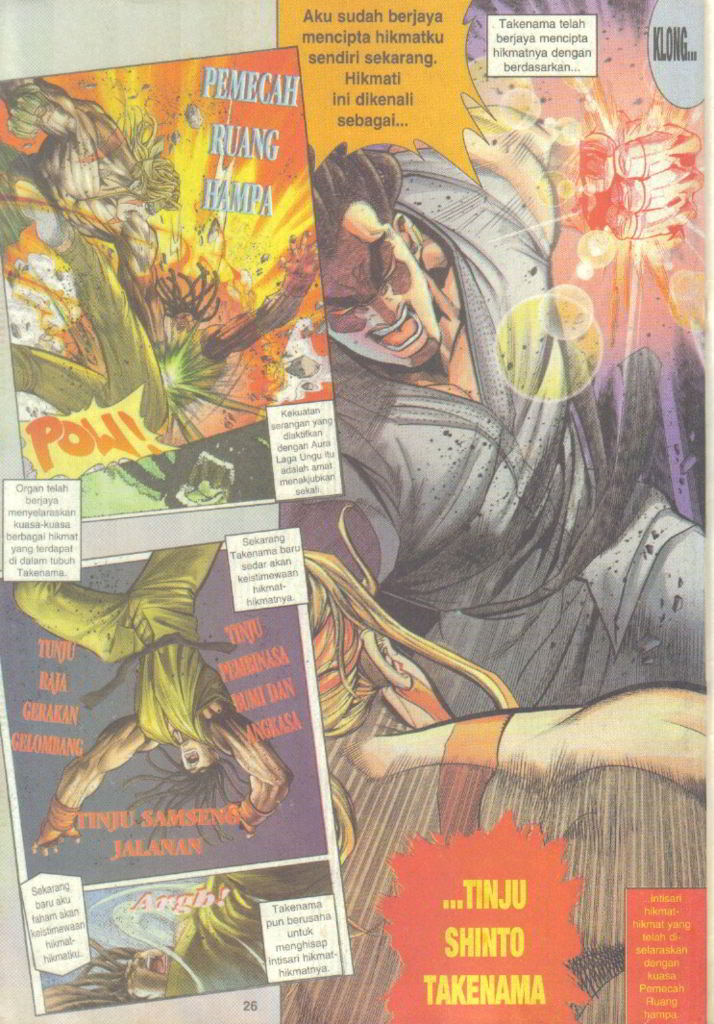 Aku sudah berjaya
mencipta hikmatku
sendiri sekarang.
Hikmati
ini dikenali
sebagai...
Takenama telah
berjaya mencipta
hikmatnya dengan
berdasarkan...
KLONG...
PEMECAH
RUANG
HAMPA
POW!
Kekuatan
serangan yang
diaktifkan
dengan Aura
Laga Ungu itu
adalah amat
menakjubkan
sekali.
Organ telah
berjaya
menyelaraskan
kuasa-kuasa
berbagai hikmat
yang terdapat
di dalam tubuh
Takenama.
Sekarang
Takenama baru
sedar akan
keistimewaan
hikmat-
hikmatnya.
TUNJU
RAJA
GERAKAN
GELOMBANG
TINJU
PEMBINASA
BUMI DAN
ANGKASA
TINJU SAMSENG
JALANAN
Sekarang
baru aku
faham akan
keistimewaan
hikmat-
hikmatku.
Argh!
Takenama
pun berusaha
untuk
menghisap
intisari hikmat-
hikmatnya.
...TINJU
SHINTO
TAKENAMA
...intisari
hikmat-
hikmat yang
telah di-
selaraskan
dengan
kuasa
Pemecah
Ruang
hampa.
26